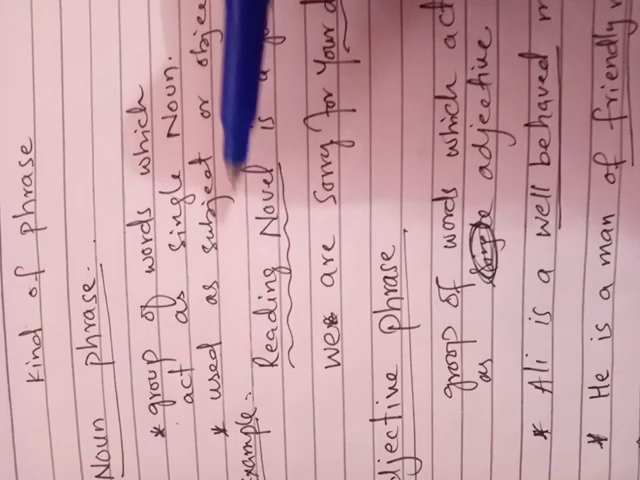 Kind of phrase
Noun phrase.
* group of words which
act as single Noun.
* used as subject or
Example. Reading Novel is a
we are sorry for your
phrase
group of words which act
as adjective
* Ali is a well behaved
* He is a man of friendly